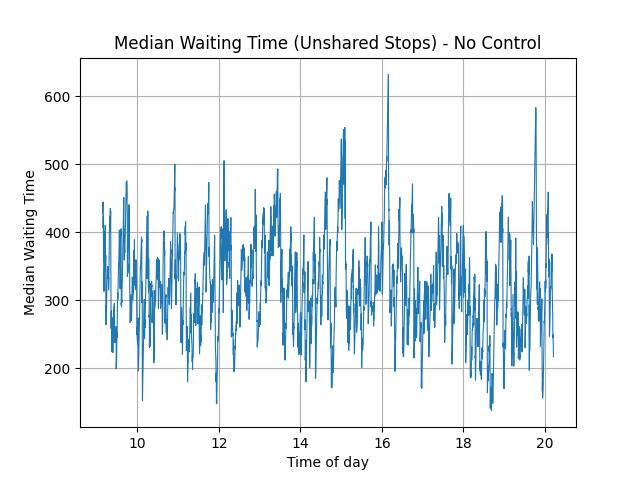 Median Waiting Time (Unshared Stops) - No Control
600
500
400
300
200
Median Waiting Time
10 12 14 16 18 20
Time of day